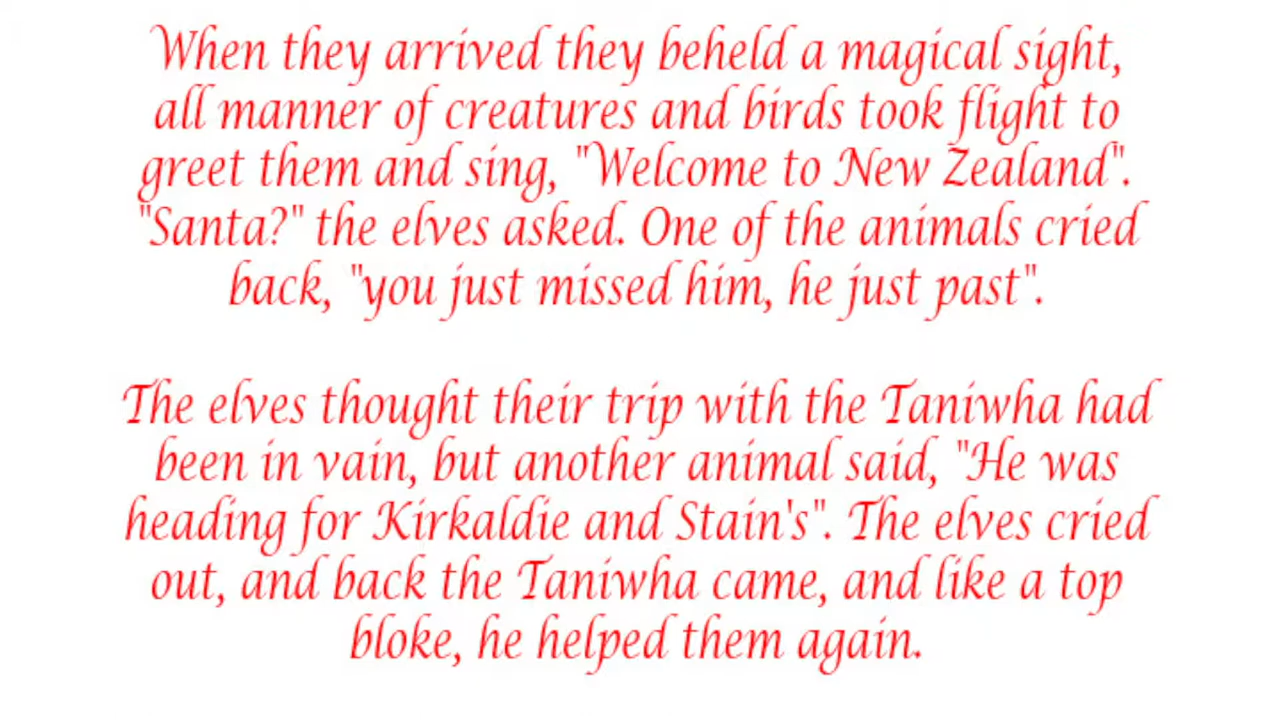 When they arrived they beheld a magical sight,
all manner of creatures and birds took flight to
greet them and sing, "Welcome to New Zealand".
"Santa?" the elves asked. One of the animals cried
back, "you just missed him, he just past".
The elves thought their trip with the Taniwha had
been in vain, but another animal said, "He was
heading for Kirkaldie and Stain's". The elves cried
out, and back the Taniwha came, and like a top
bloke, he helped them again.